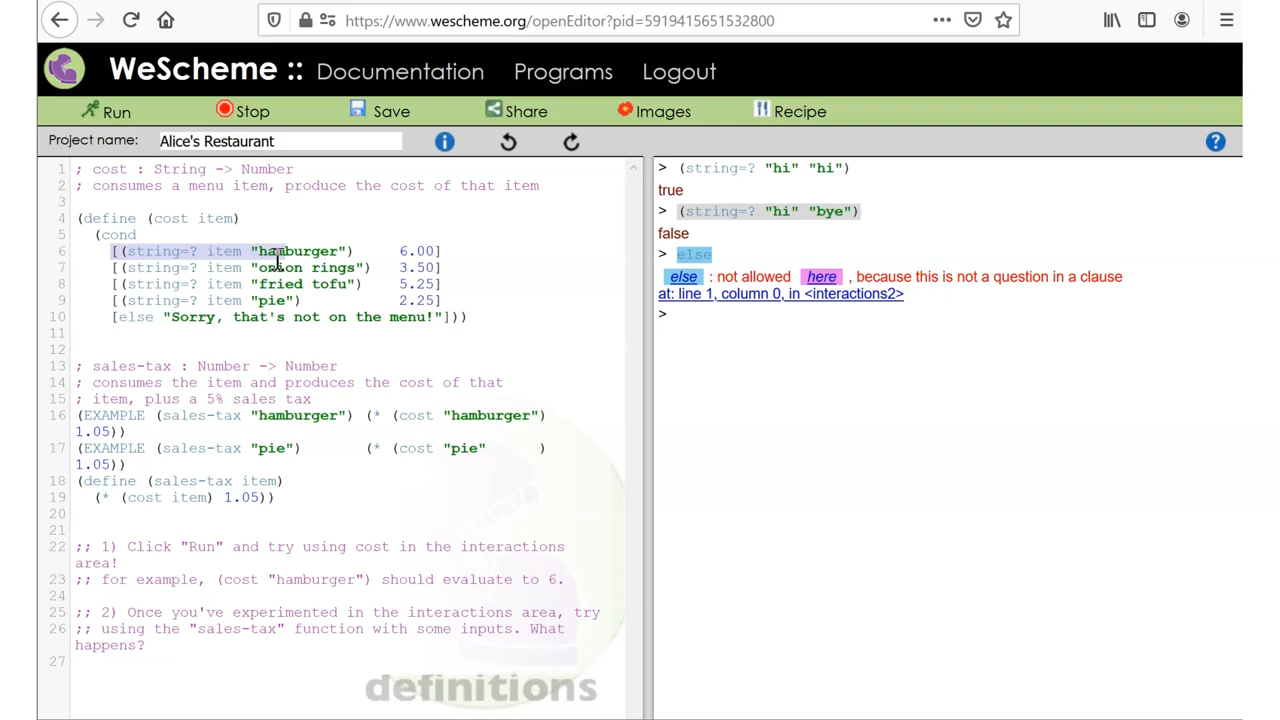 https://www.wescheme.org/openEditor?pid=5919415651532800
WeScheme :: Documentation Programs Logout
Run Stop Save Share Images Recipe
Project name: Alice's Restaurant
1 ; cost : String -> Number
2 ; consumes a menu item, produce the cost of that item
3
4 (define (cost item)
5 (cond
6 [(string=? item "hamburger") 6.00]
7 [(string=? item "onion rings") 3.50]
8 [(string=? item "fried tofu") 5.25]
9 [(string=? item "pie") 2.25]
10 [else "Sorry, that's not on the menu!"]))
11
12
13 ; sales-tax : Number -> Number
14 ; consumes the item and produces the cost of that
15 ; item, plus a 5% sales tax
16 (EXAMPLE (sales-tax "hamburger") (* (cost "hamburger")
1.05))
17 (EXAMPLE (sales-tax "pie") (* (cost "pie" )
1.05))
18 (define (sales-tax item)
19 (* (cost item) 1.05))
20
21
22 ;; 1) Click "Run" and try using cost in the interactions
area!
23 ;; for example, (cost "hamburger") should evaluate to 6.
24
25 ;; 2) Once you've experimented in the interactions area, try
26 ;; using the "sales-tax" function with some inputs. What
happens?
27
definitions
> (string=? "hi" "hi")
true
> (string=? "hi" "bye")
false
> else
else : not allowed here , because this is not a question in a clause
at: line 1, column 0, in <interactions2>
>